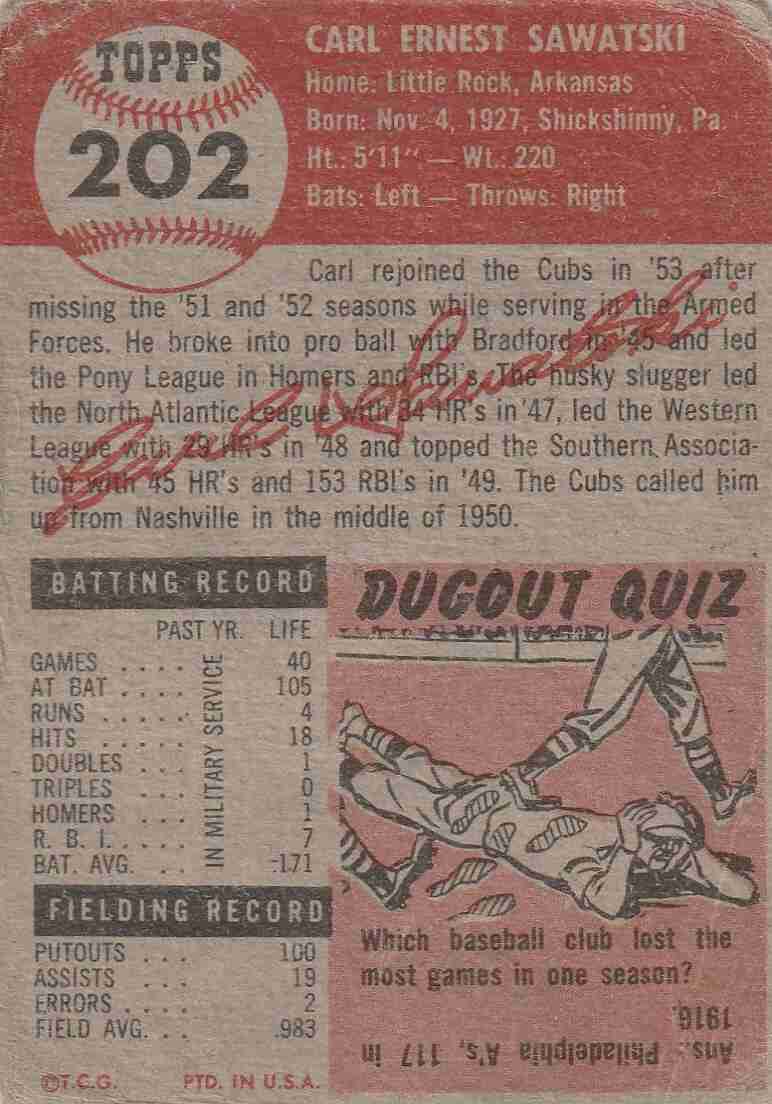 TOPPS
202
CARL ERNEST SAWATSKI
Home: Little Rock, Arkansas
Born: Nov. 4, 1927, Shickshinny, Pa.
Ht.: 5'11" — Wt.: 220
Bats: Left — Throws: Right
Carl rejoined the Cubs in '53 after
missing the '51 and '52 seasons while serving in the Armed
Forces. He broke into pro ball with Bradford in '45 and led
the Pony League in Homers and RBI's. The husky slugger led
the North Atlantic League with 34 HR's in '47, led the Western
League with 29 HR's in '48 and topped the Southern Associa-
tion with 45 HR's and 153 RBI's in '49. The Cubs called him
up from Nashville in the middle of 1950.
Carl Sawatski
BATTING RECORD
PAST YR. LIFE
GAMES .... 40
AT BAT .... 105
RUNS ..... 4
HITS ..... 18
DOUBLES ... 1
TRIPLES ... 0
HOMERS ... 1
R. B. I. .... 7
BAT. AVG. .. .171
IN MILITARY SERVICE
FIELDING RECORD
PUTOUTS ... 100
ASSISTS ... 19
ERRORS .... 2
FIELD AVG. .. .983
©T.C.G. PTD. IN U.S.A.
DUGOUT QUIZ
Which baseball club lost the
most games in one season?
Ans.: Philadelphia A's, 117 in
1916.